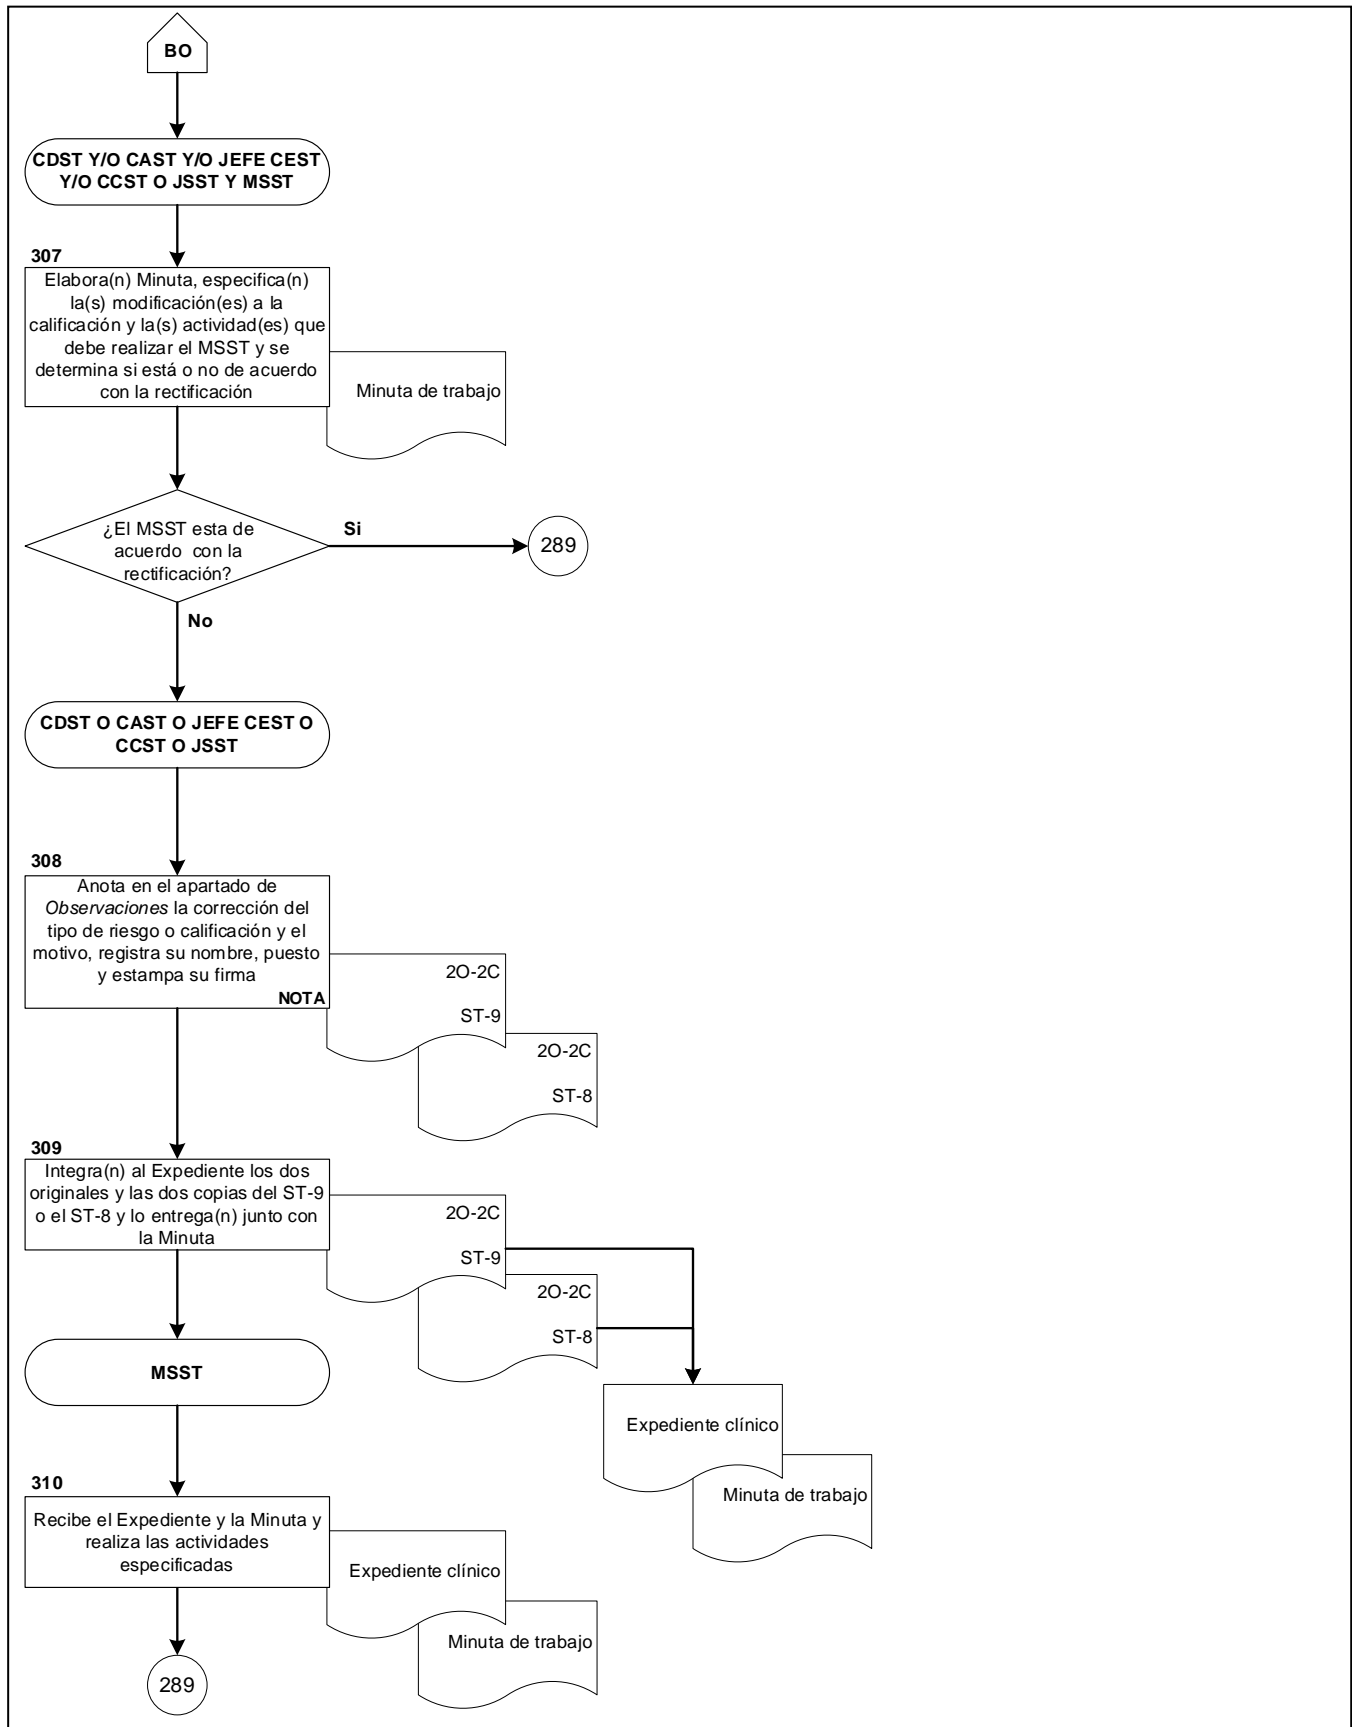 BO
CDST Y/O CAST Y/O JEFE CEST
Y/O CCST O JSST Y MSST
307
Elabora(n) Minuta, especifica(n)
la(s) modificación(es) a la
calificación y la(s) actividad(es) que
debe realizar el MSST y se
determina si está o no de acuerdo
con la rectificación
Minuta de trabajo
¿El MSST esta de
acuerdo con la
rectificación?
Si
289
No
CDST O CAST O JEFE CEST O
CCST O JSST
308
Anota en el apartado de
Observaciones la corrección del
tipo de riesgo o calificación y el
motivo, registra su nombre, puesto
y estampa su firma
NOTA
2O-2C
ST-9
2O-2C
ST-8
309
Integra(n) al Expediente los dos
originales y las dos copias del ST-9
o el ST-8 y lo entrega(n) junto con
la Minuta
2O-2C
ST-9
2O-2C
ST-8
MSST
Expediente clínico
Minuta de trabajo
310
Recibe el Expediente y la Minuta y
realiza las actividades
especificadas
Expediente clínico
Minuta de trabajo
289